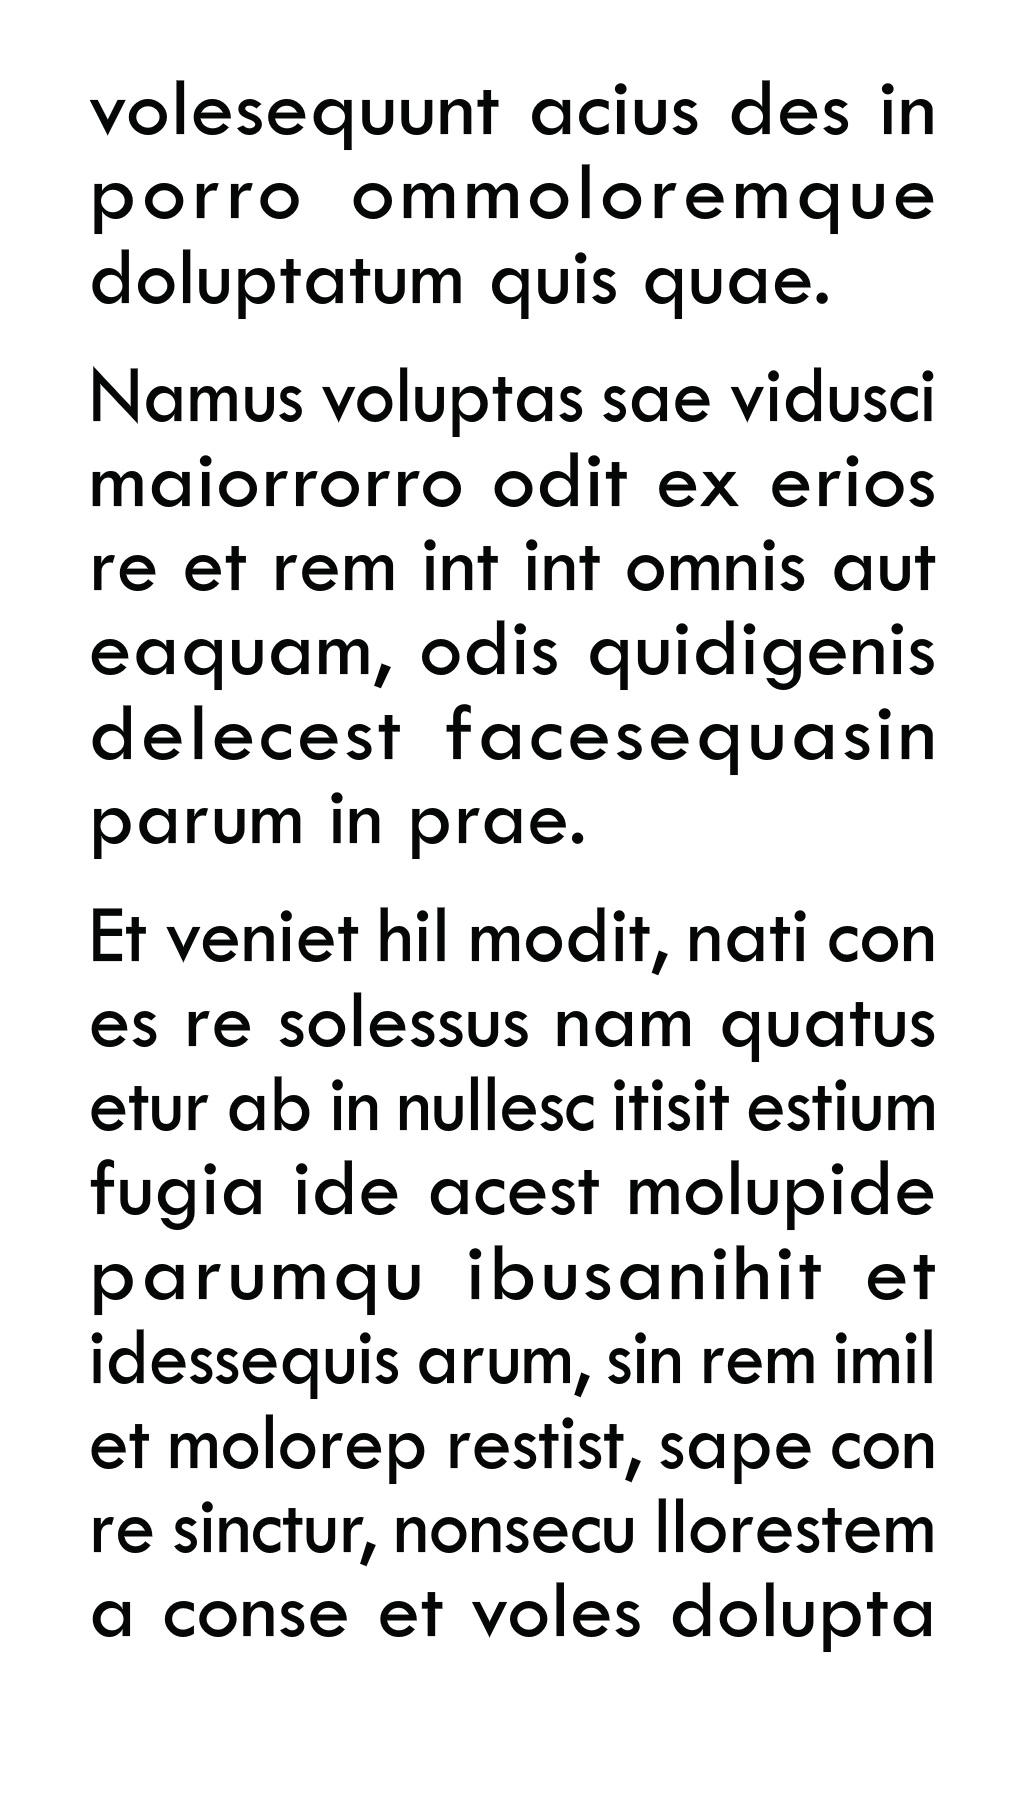 volesequunt acius des in
porro ommoloremque
doluptatum quis quae.
Namus voluptas sae vidusci
maiorrorro odit ex erios
re et rem int int omnis aut
eaquam, odis quidigenis
delecest facesequasin
parum in prae.
Et veniet hil modit, nati con
es re solessus nam quatus
etur ab in nullesc itisit estium
fugia ide acest molupide
parumqu ibusanihit et
idessequis arum, sin rem imil
et molorep restist, sape con
re sinctur, nonsecu llorestem
a conse et voles dolupta